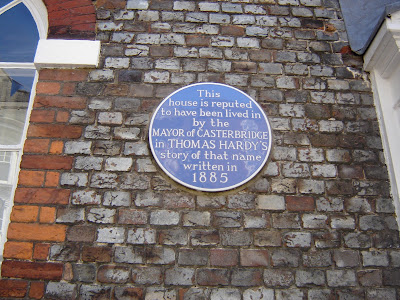 This
house is reputed
to have been lived in
by the
MAYOR of CASTERBRIDGE
in THOMAS HARDY'S
story of that name
written in
1885